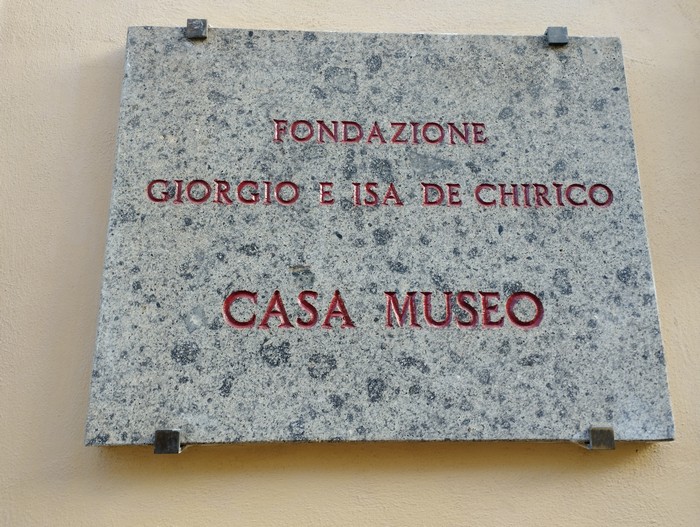 FONDAZIONE
GIORGIO E ISA DE CHIRICO
CASA MUSEO